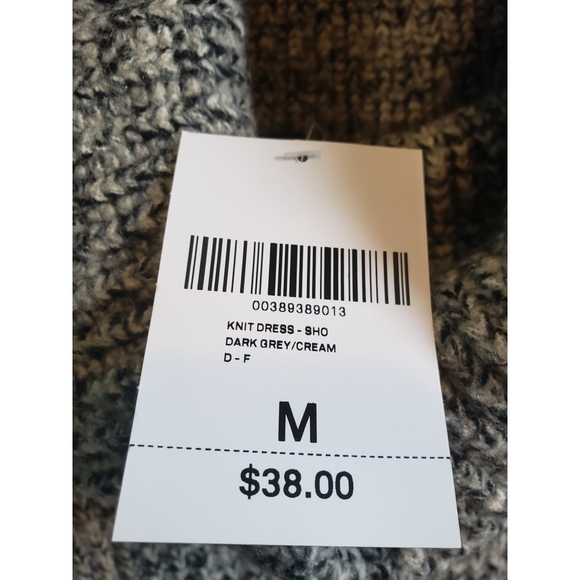 00389389013
KNIT DRESS - SHO
DARK GREY/CREAM
D - F
M
$38.00